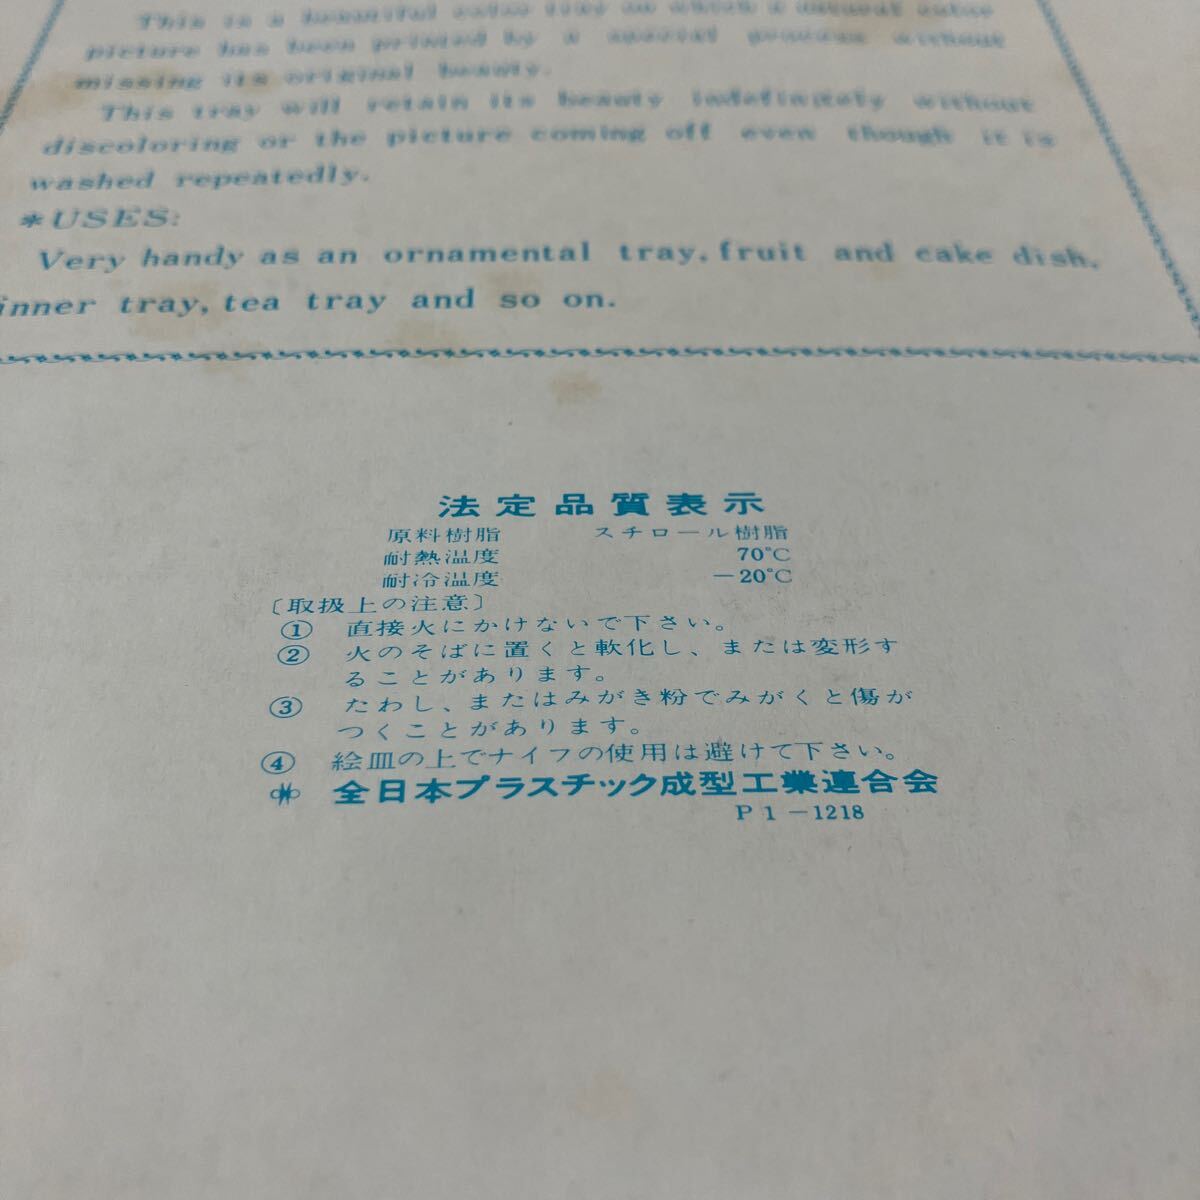 This is a beautiful color tray on which a natural color
picture has been printed by a special process without
missing its original beauty.
This tray will retain its beauty indefinitely without
discoloring or the picture coming off even though it is
washed repeatedly.
*USES:
Very handy as an ornamental tray, fruit and cake dish,
inner tray, tea tray and so on.
法定品質表示
原料樹脂 スチロール樹脂
耐熱温度 70℃
耐冷温度 －20℃
〔取扱上の注意〕
① 直接火にかけないで下さい。
② 火のそばに置くと軟化し、または変形す
ることがあります。
③ たわし、またはみがき粉でみがくと傷が
つくことがあります。
④ 絵皿の上でナイフの使用は避けて下さい。
全日本プラスチック成型工業連合会
P1－1218